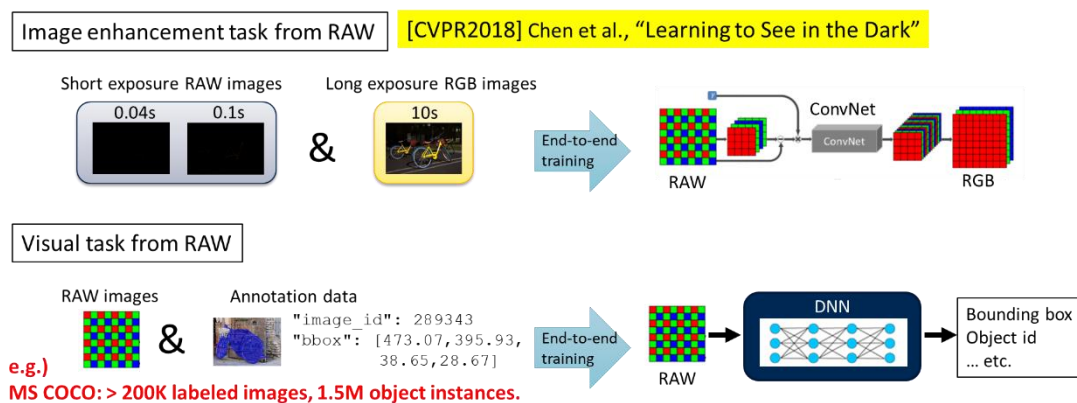 Image enhancement task from RAW
[CVPR2018] Chen et al., “Learning to See in the Dark”
Short exposure RAW images
Long exposure RGB images
0.04s
0.1s
&
10s
End-to-end
training
ConvNet
ConvNet
RAW
RGB
Visual task from RAW
RAW images
Annotation data
&
"image_id": 289343
"bbox": [473.07,395.93,
38.65,28.67]
End-to-end
training
RAW
DNN
Bounding box
Object id
... etc.
e.g.)
MS COCO: > 200K labeled images, 1.5M object instances.